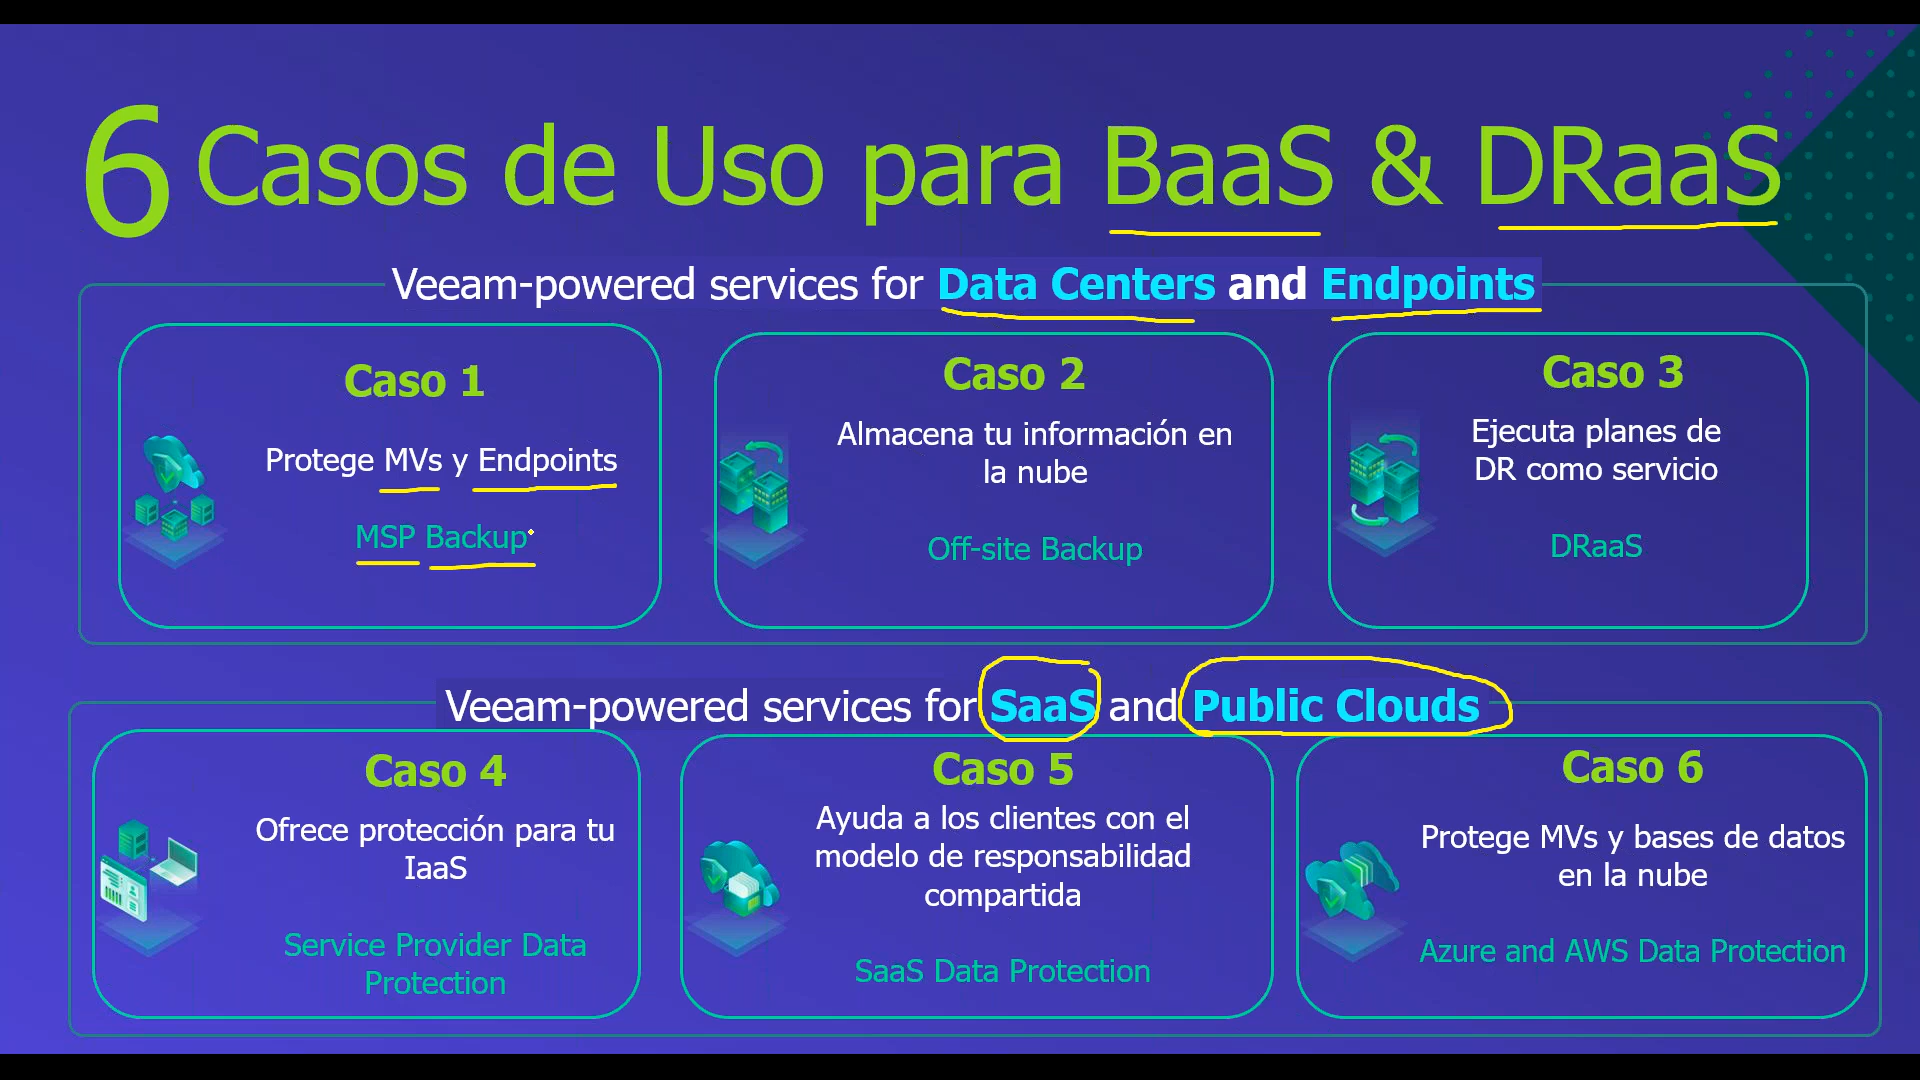 6 Casos de Uso para BaaS & DRaaS
Veeam-powered services for Data Centers and Endpoints
Caso 1
Protege MVs y Endpoints
MSP Backup
Caso 2
Almacena tu información en
la nube
Off-site Backup
Caso 3
Ejecuta planes de
DR como servicio
DRaaS
Veeam-powered services for SaaS and Public Clouds
Caso 4
Ofrece protección para tu
IaaS
Service Provider Data
Protection
Caso 5
Ayuda a los clientes con el
modelo de responsabilidad
compartida
SaaS Data Protection
Caso 6
Protege MVs y bases de datos
en la nube
Azure and AWS Data Protection